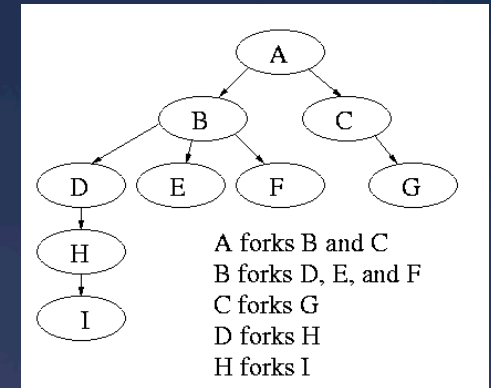 A
B
C
D
E
F
G
H
I
A forks B and C
B forks D, E, and F
C forks G
D forks H
H forks I